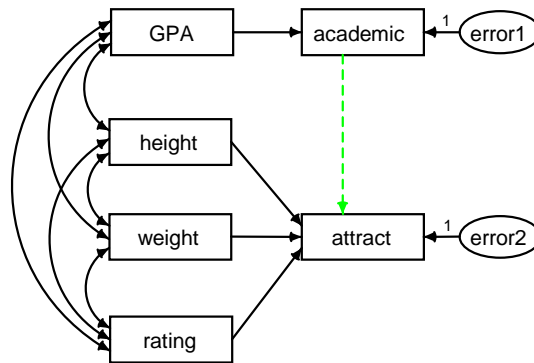 GPA
academic
1
error1
height
weight
attract
1
error2
rating